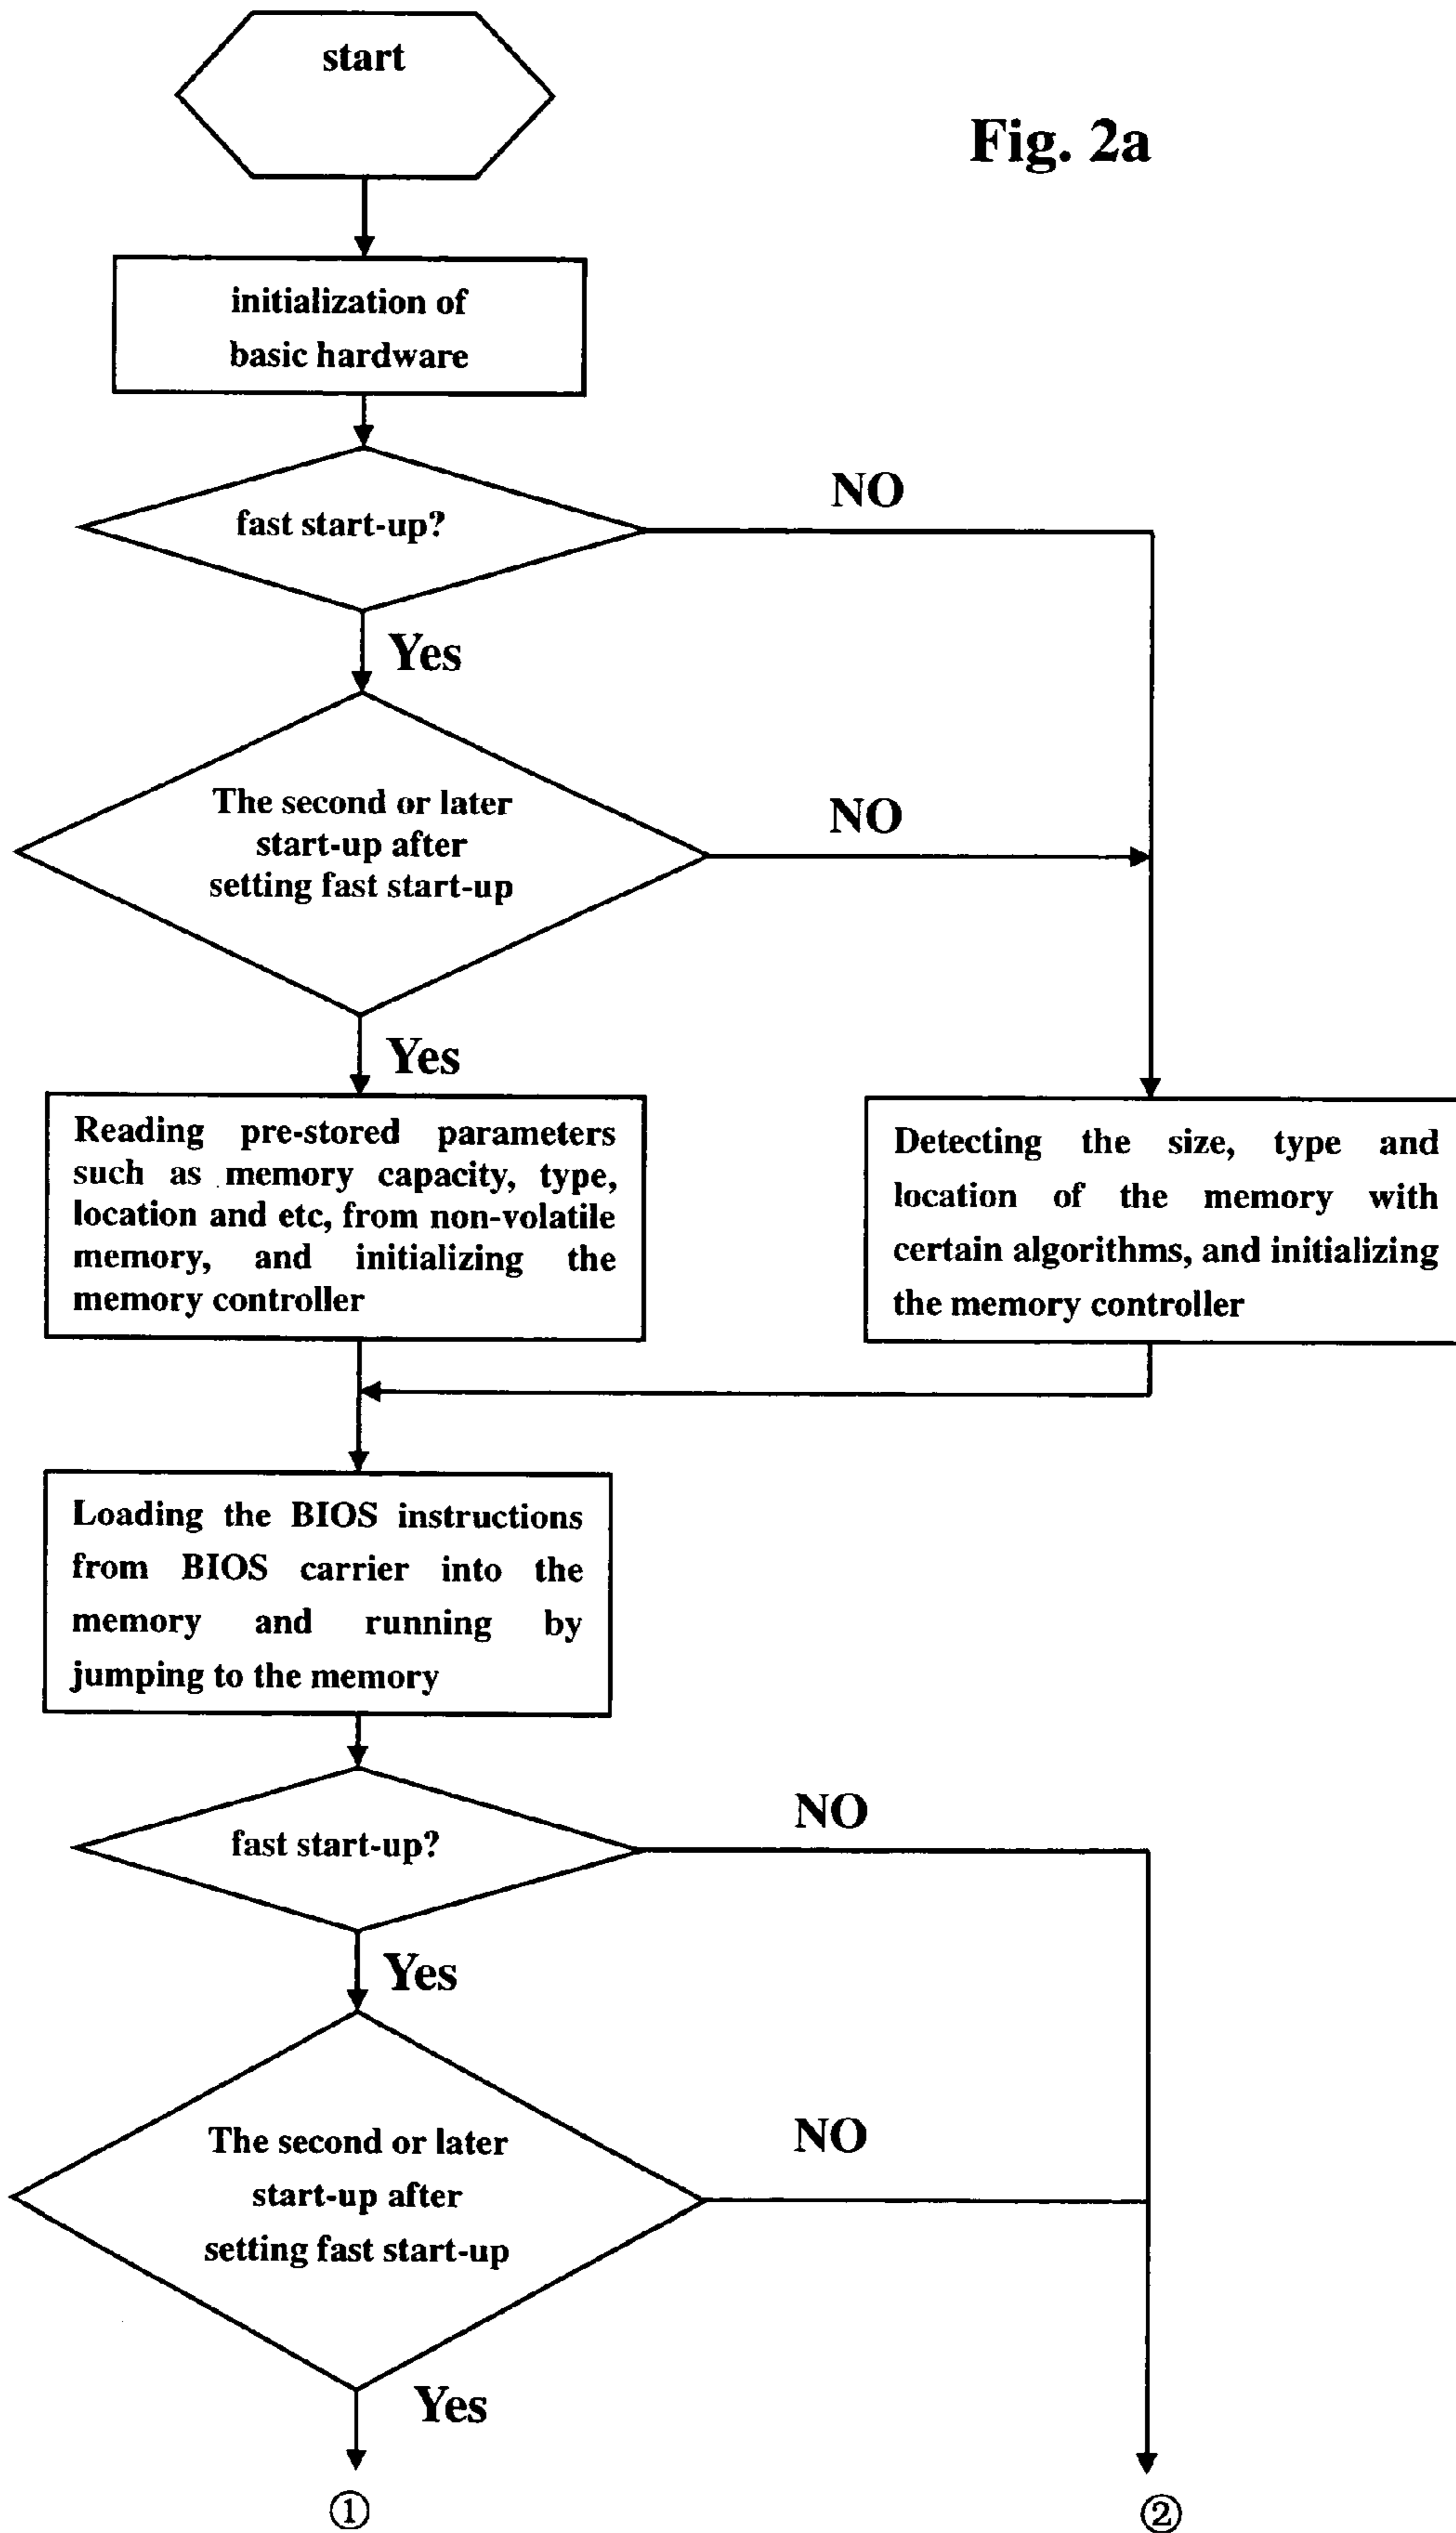 start
Fig. 2a
initialization of
basic hardware
NO
fast start-up?
Yes
The second or later
start-up after
setting fast start-up
NO
Yes
Reading pre-stored parameters
such as memory capacity, type,
location and etc, from non-volatile
memory, and initializing the
memory controller
Detecting the size, type and
location of the memory with
certain algorithms, and initializing
the memory controller
Loading the BIOS instructions
from BIOS carrier into the
memory and running by
jumping to the memory
NO
fast start-up?
Yes
The second or later
start-up after
setting fast start-up
NO
Yes
①
②